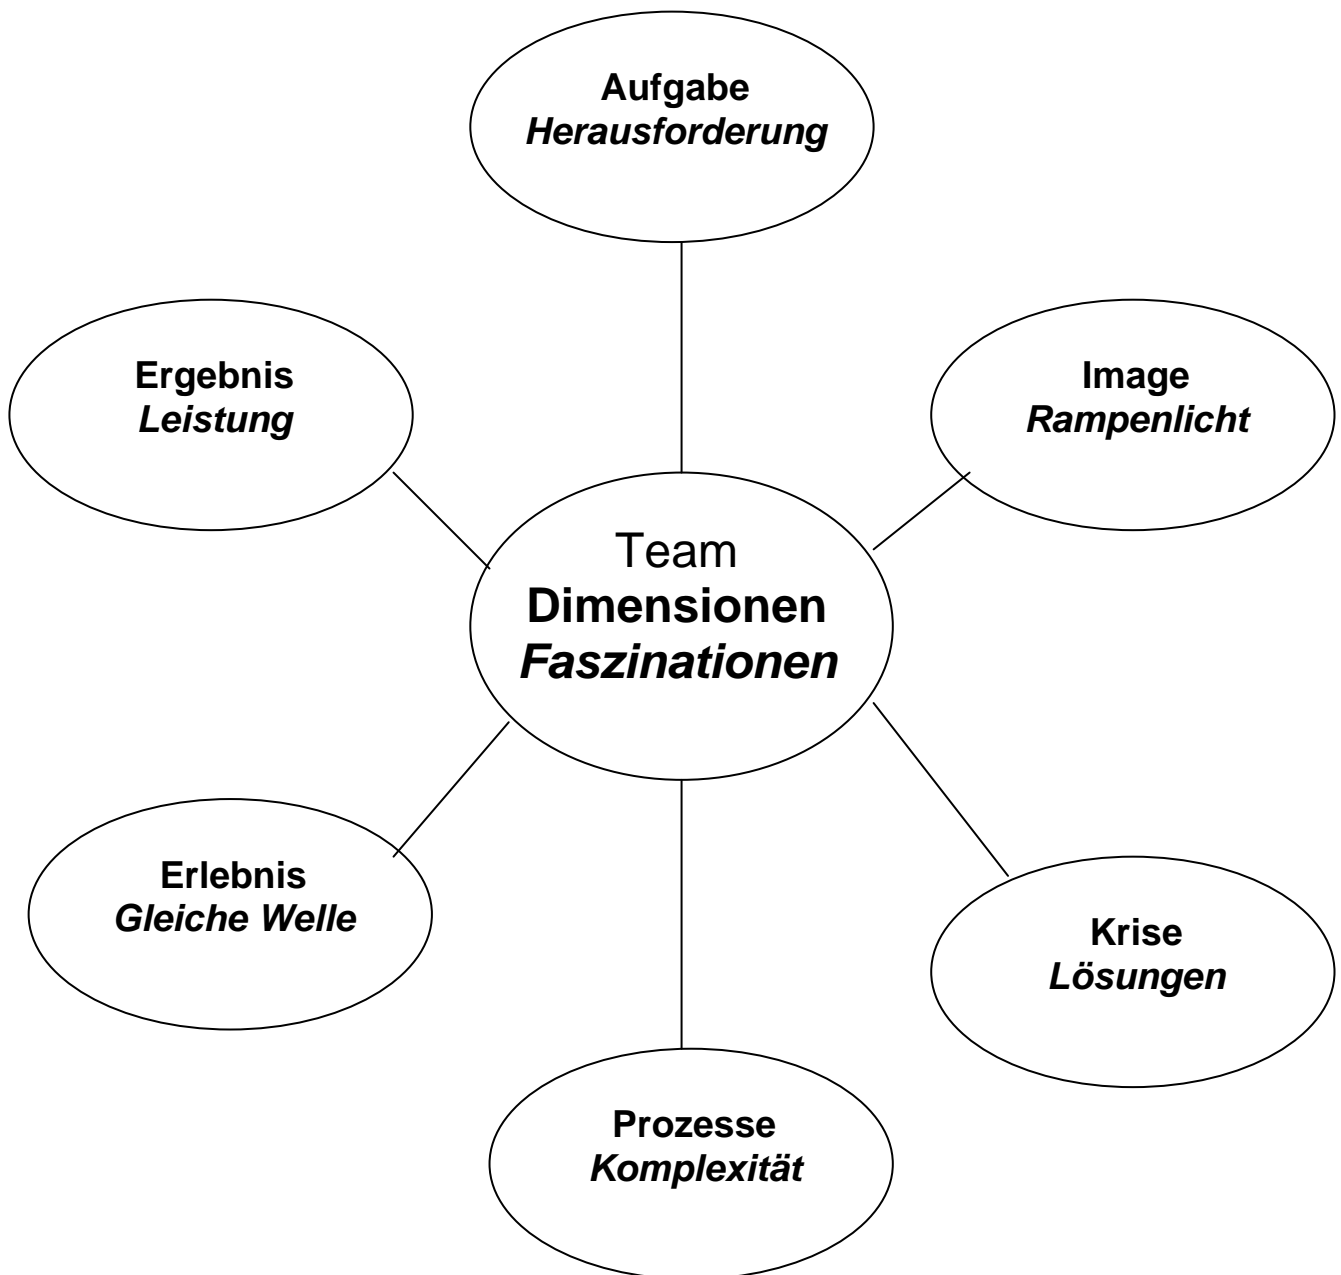 Aufgabe
Herausforderung
Ergebnis
Leistung
Image
Rampenlicht
Team
Dimensionen
Faszinationen
Erlebnis
Gleiche Welle
Krise
Lösungen
Prozesse
Komplexität